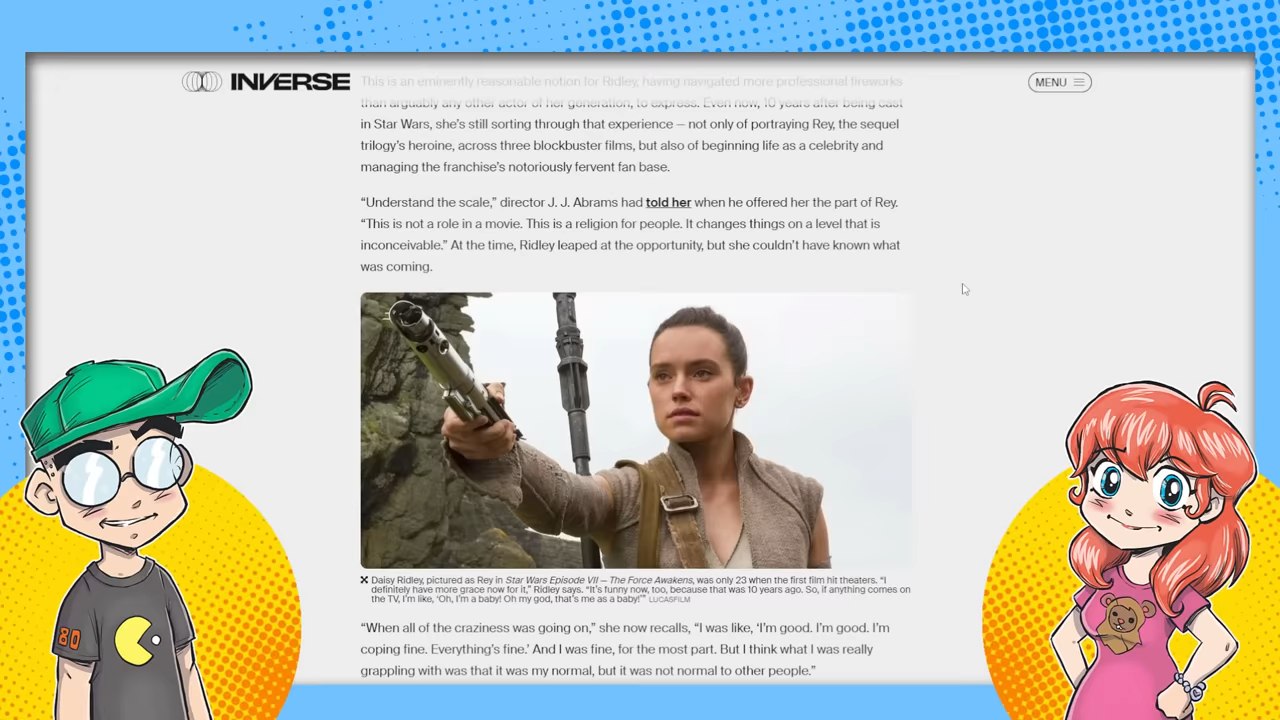 INVERSE
MENU
This is an eminently reasonable notion for Ridley, having navigated more professional fireworks
than arguably any other actor of her generation, to express. Even now, 10 years after being cast
in Star Wars, she’s still sorting through that experience — not only of portraying Rey, the sequel
trilogy’s heroine, across three blockbuster films, but also of beginning life as a celebrity and
managing the franchise’s notoriously fervent fan base.
“Understand the scale,” director J. J. Abrams had told her when he offered her the part of Rey.
“This is not a role in a movie. This is a religion for people. It changes things on a level that is
inconceivable.” At the time, Ridley leaped at the opportunity, but she couldn’t have known what
was coming.
Daisy Ridley, pictured as Rey in Star Wars Episode VII — The Force Awakens, was only 23 when the first film hit theaters. “I
definitely have more grace now for it,” Ridley says. “It’s funny now, too, because that was 10 years ago. So, if anything comes on
the TV, I’m like, ‘Oh, I’m a baby! Oh my god, that’s me as a baby!’” LUCASFILM
“When all of the craziness was going on,” she now recalls, “I was like, ‘I’m good. I’m good. I’m
coping fine. Everything’s fine.’ And I was fine, for the most part. But I think what I was really
grappling with was that it was my normal, but it was not normal to other people.”
80